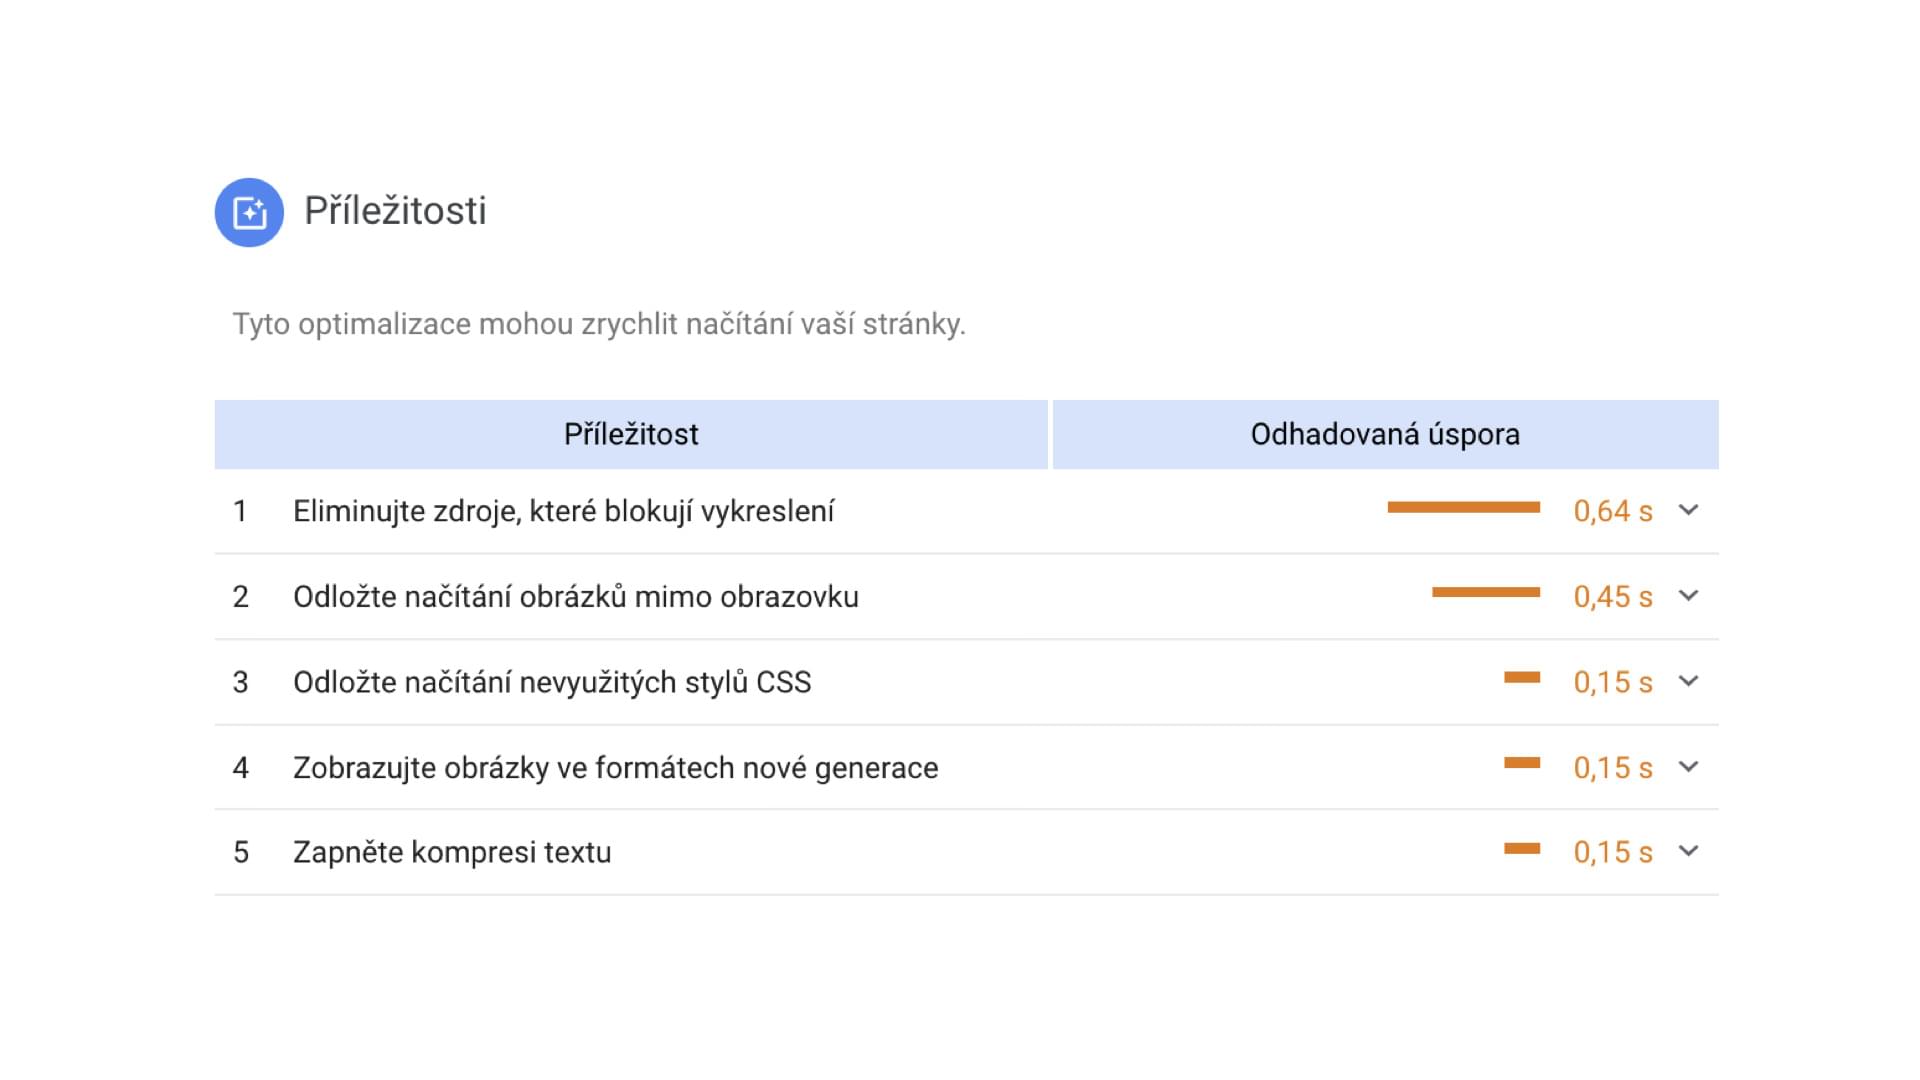 Příležitosti
Tyto optimalizace mohou zrychlit načítání vaší stránky.
Příležitost Odhadovaná úspora
1 Eliminujte zdroje, které blokují vykreslení 0,64 s
2 Odložte načítání obrázků mimo obrazovku 0,45 s
3 Odložte načítání nevyužitých stylů CSS 0,15 s
4 Zobrazujte obrázky ve formátech nové generace 0,15 s
5 Zapněte kompresi textu 0,15 s